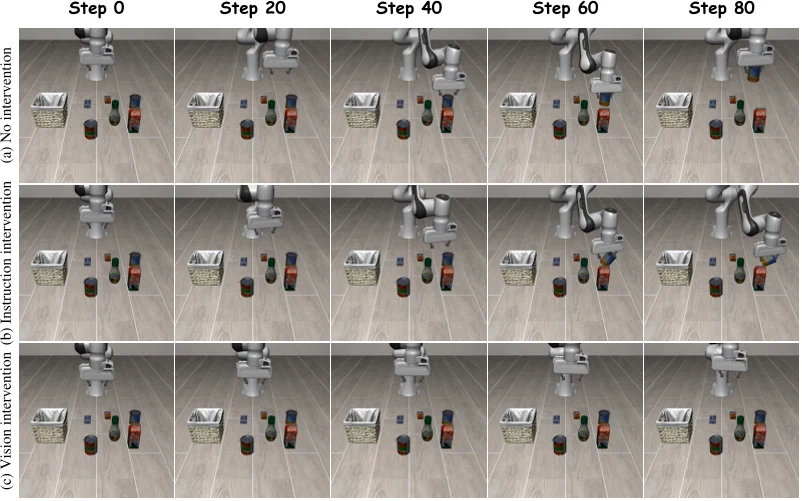 Step 0 Step 20 Step 40 Step 60 Step 80
(a) No intervention
(b) Instruction intervention
(c) Vision intervention